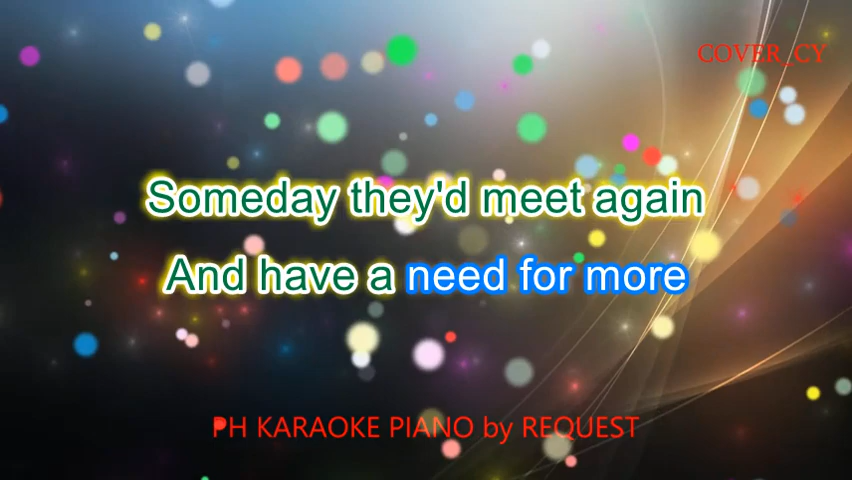 COVER_CY
Someday they'd meet again
And have a need for more
PH KARAOKE PIANO by REQUEST